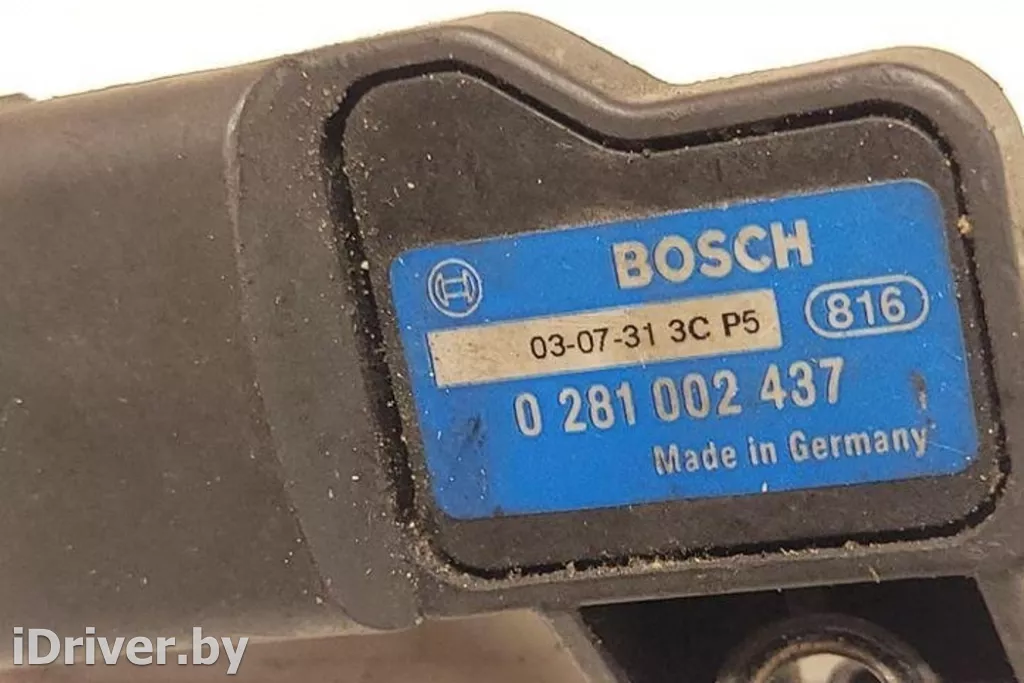 BOSCH
03-07-31 3C P5
816
0 281 002 437
Made in Germany
iDriver.by